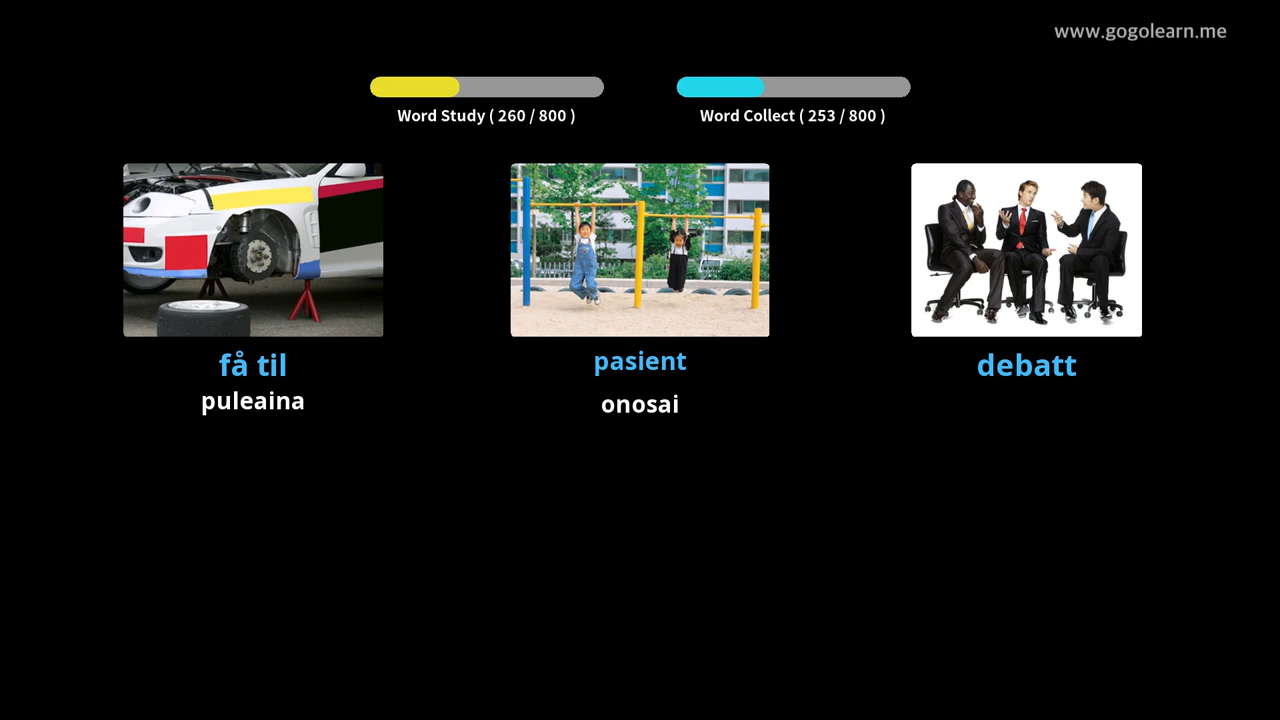 www.gogolearn.me
Word Study ( 260 / 800 )
Word Collect ( 253 / 800 )
få til
puleaina
pasient
onosai
debatt